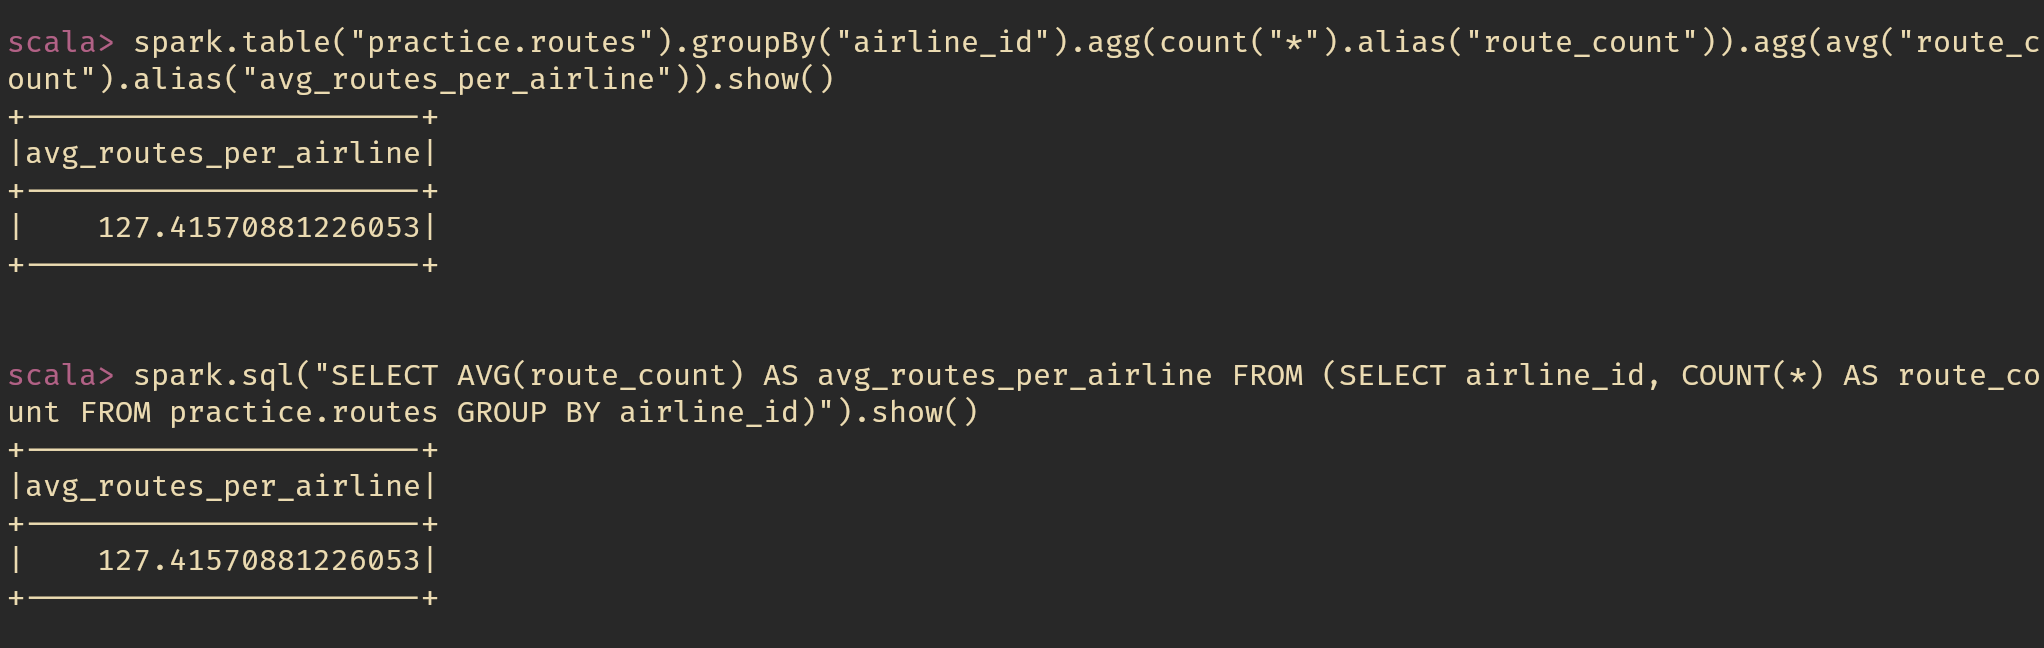 scala> spark.table("practice.routes").groupBy("airline_id").agg(count("*").alias("route_count")).agg(avg("route_c
ount").alias("avg_routes_per_airline")).show()
+----------------------+
|avg_routes_per_airline|
+----------------------+
|    127.41570881226053|
+----------------------+
scala> spark.sql("SELECT AVG(route_count) AS avg_routes_per_airline FROM (SELECT airline_id, COUNT(*) AS route_co
unt FROM practice.routes GROUP BY airline_id)").show()
+----------------------+
|avg_routes_per_airline|
+----------------------+
|    127.41570881226053|
+----------------------+